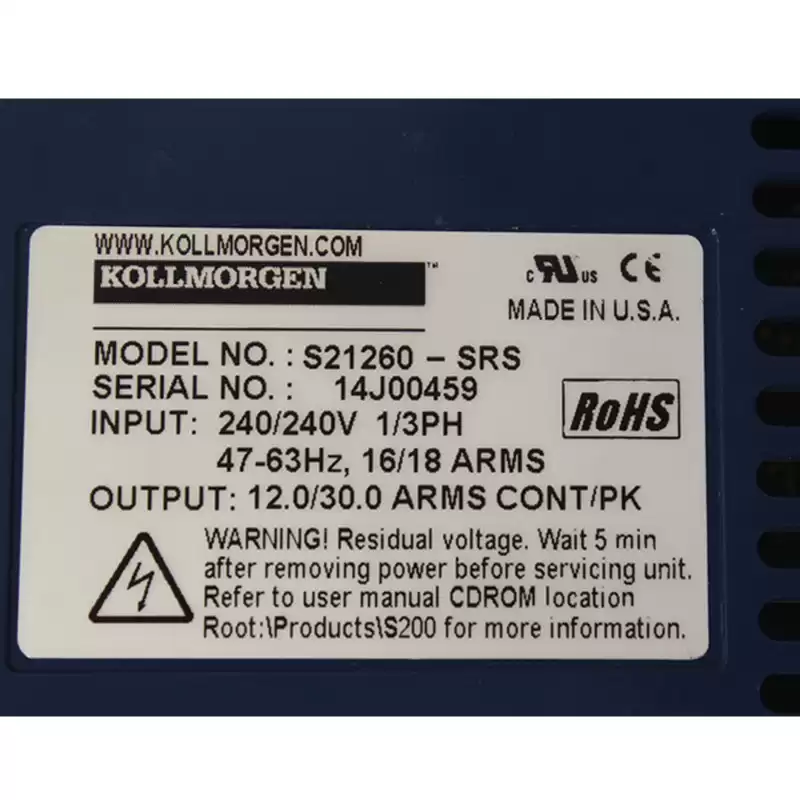 WWW.KOLLMORGEN.COM
KOLLMORGEN™
c RU us CE
MADE IN U.S.A.
MODEL NO. : S21260 – SRS
SERIAL NO. : 14J00459
INPUT: 240/240V 1/3PH
47-63Hz, 16/18 ARMS
RoHS
OUTPUT: 12.0/30.0 ARMS CONT/PK
WARNING! Residual voltage. Wait 5 min
after removing power before servicing unit.
Refer to user manual CDROM location
Root:\Products\S200 for more information.